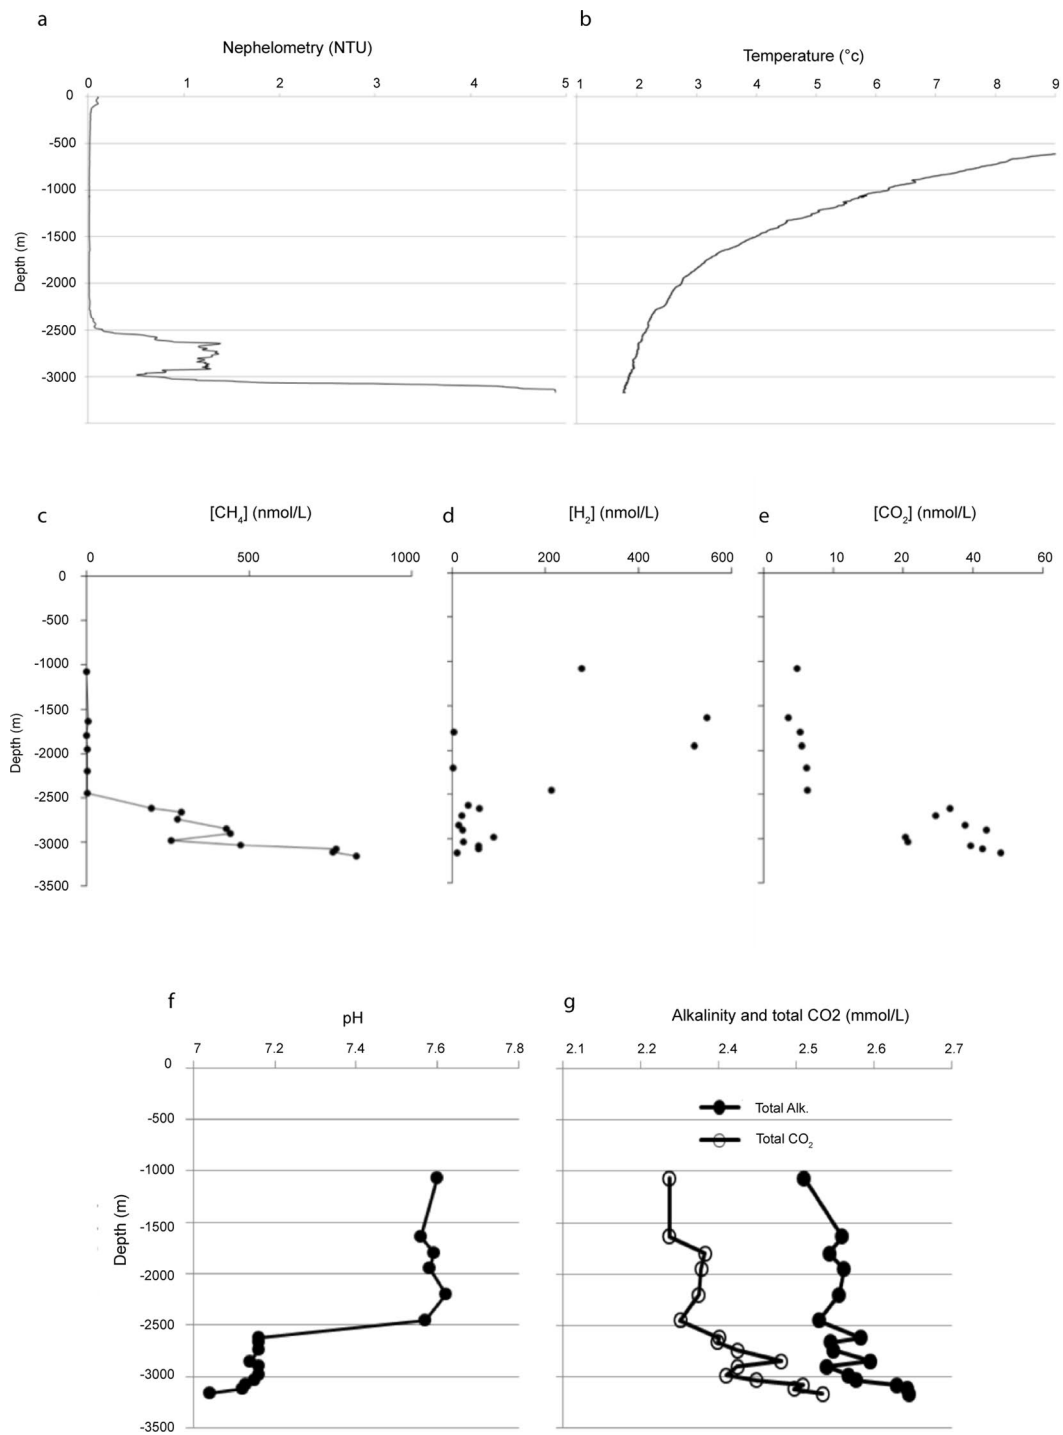 a
b
Nephelometry (NTU)
Temperature (°c)
0 1 2 3 4 5
1 2 3 4 5 6 7 8 9
0
-500
-1000
-1500
-2000
-2500
-3000
Depth (m)
c
[CH4] (nmol/L)
d
[H2] (nmol/L)
e
[CO2] (nmol/L)
0 500 1000
0 200 400 600
0 10 20 30 40 60
0
-500
-1000
-1500
-2000
-2500
-3000
-3500
Depth (m)
f
pH
g
Alkalinity and total CO2 (mmol/L)
7 7.2 7.4 7.6 7.8
2.1 2.2 2.4 2.5 2.6 2.7
0
-500
-1000
-1500
-2000
-2500
-3000
-3500
Depth (m)
Total Alk.
Total CO2